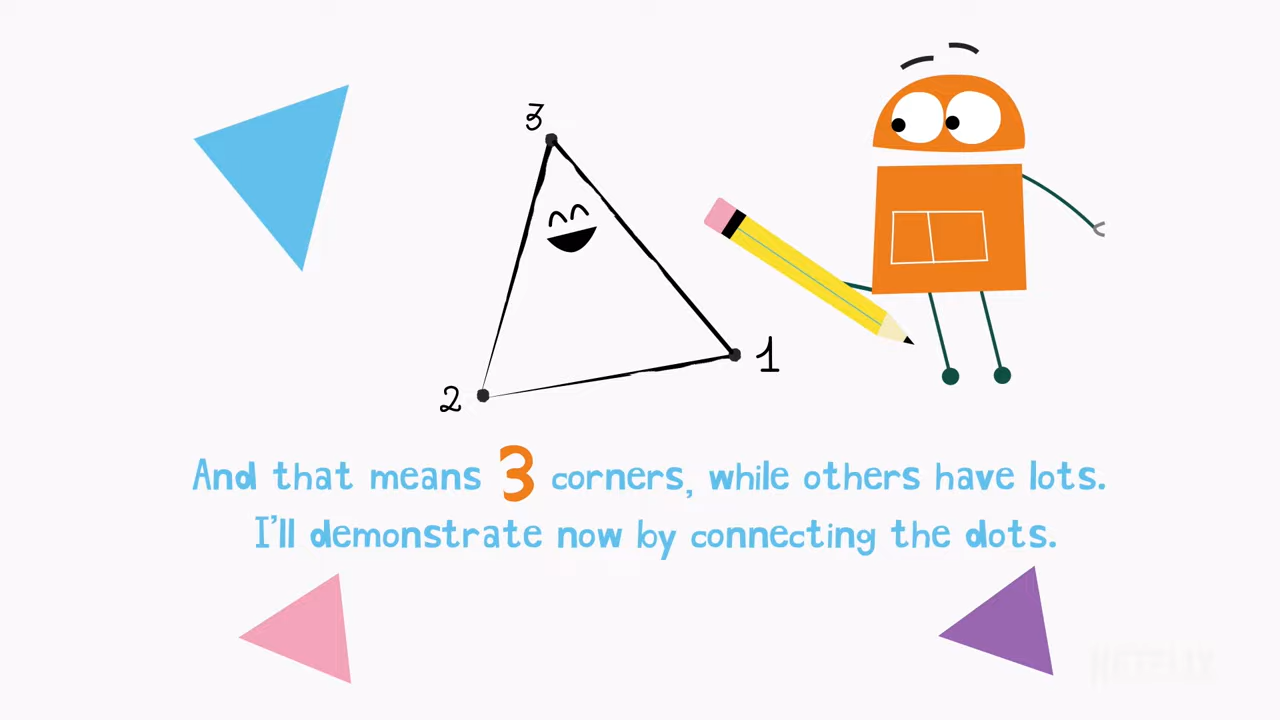 3
1
2
And that means 3 corners, while others have lots.
I'll demonstrate now by connecting the dots.
NETFLIX